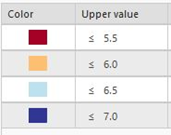 Color Upper value
≤ 5.5
≤ 6.0
≤ 6.5
≤ 7.0